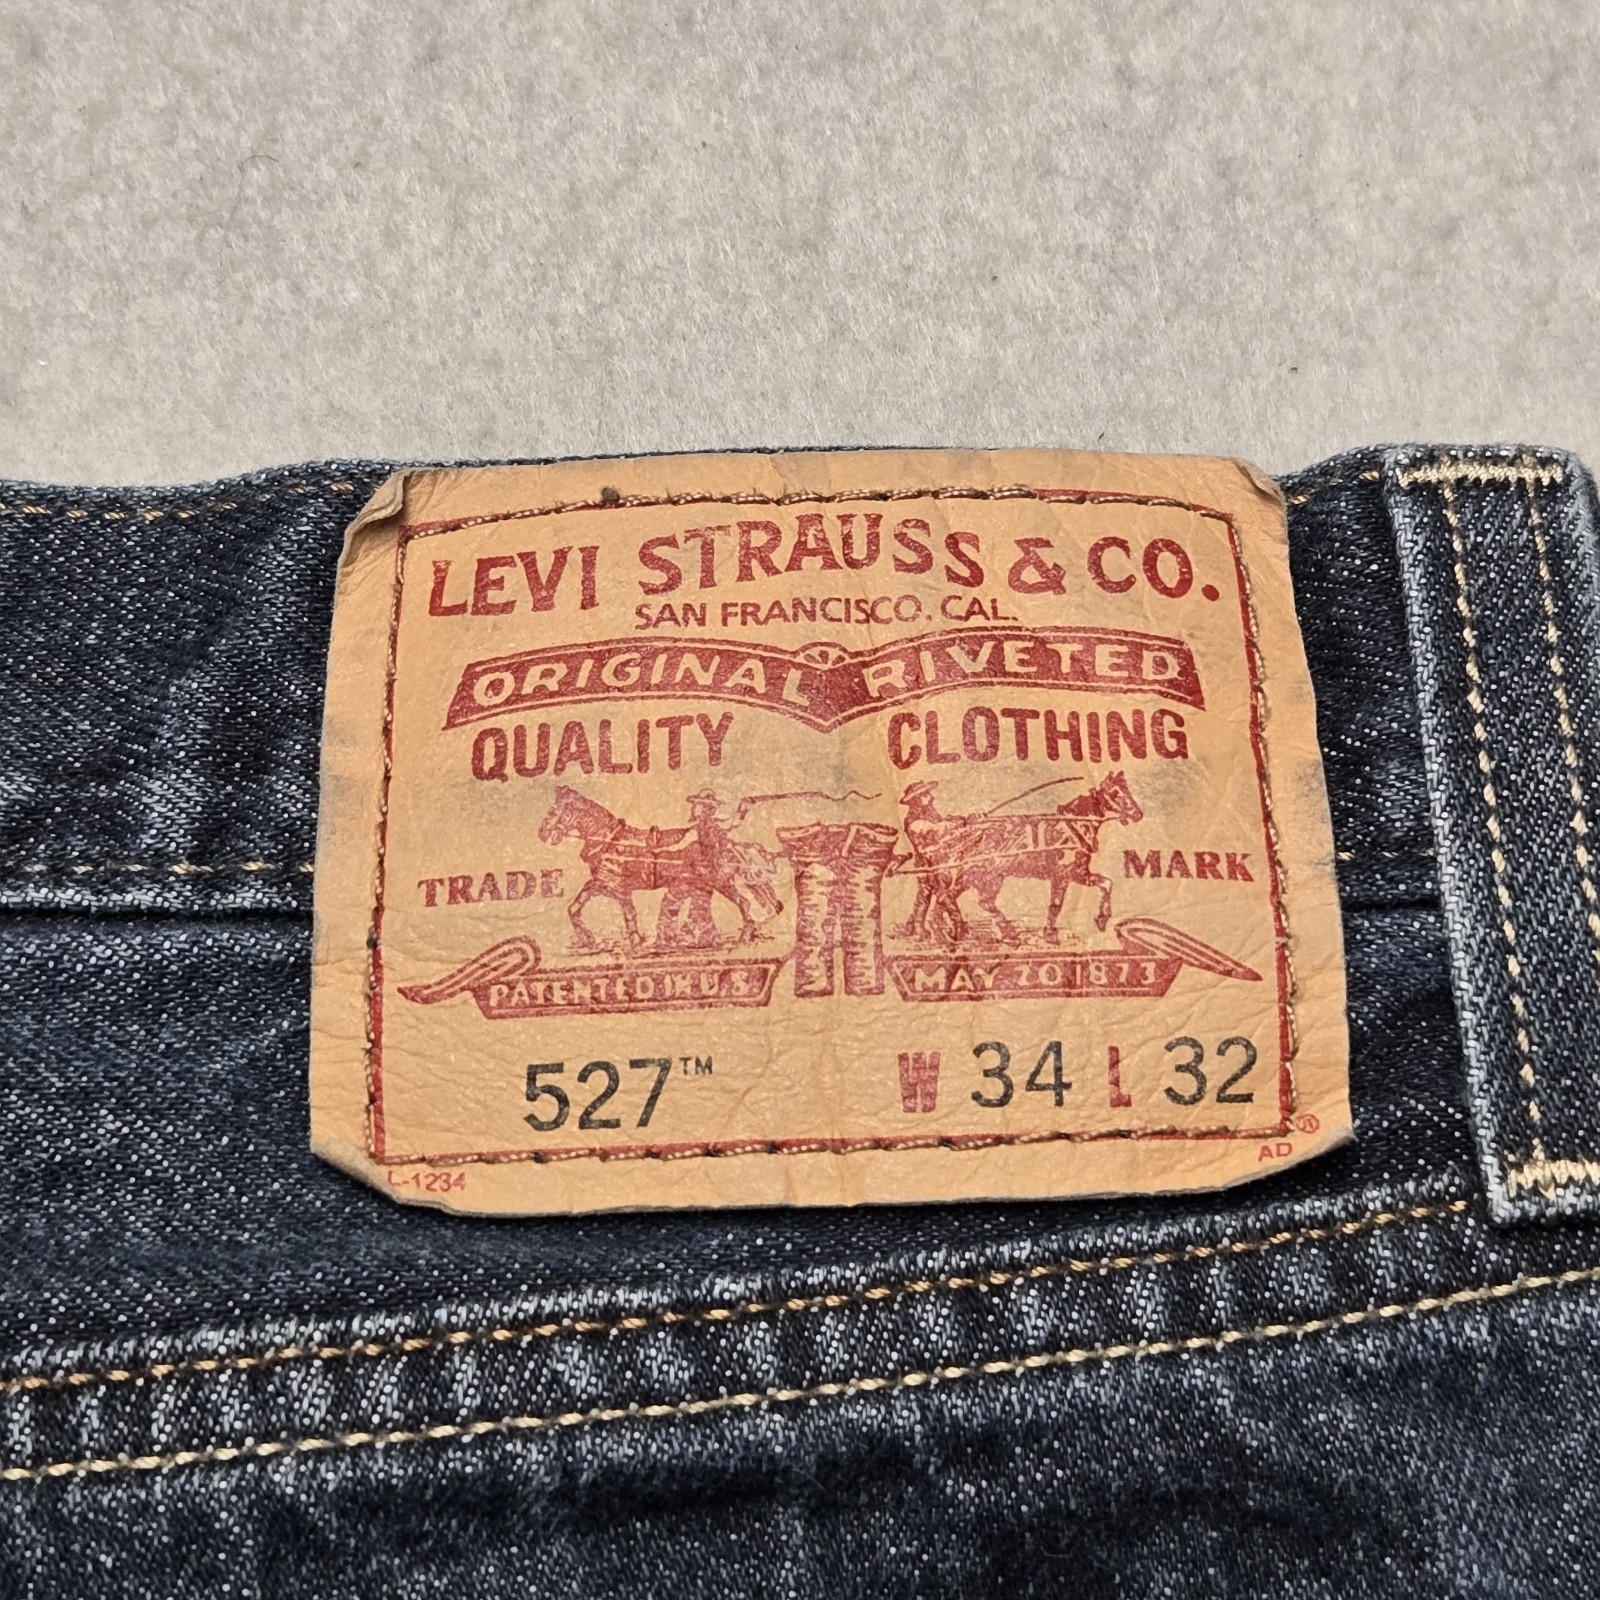 LEVI STRAUSS & CO.
SAN FRANCISCO, CAL.
ORIGINAL RIVETED
QUALITY CLOTHING
TRADE MARK
PATENTED IN U.S. MAY 20 1873
527™ W 34 L 32
®
L-1234 AD